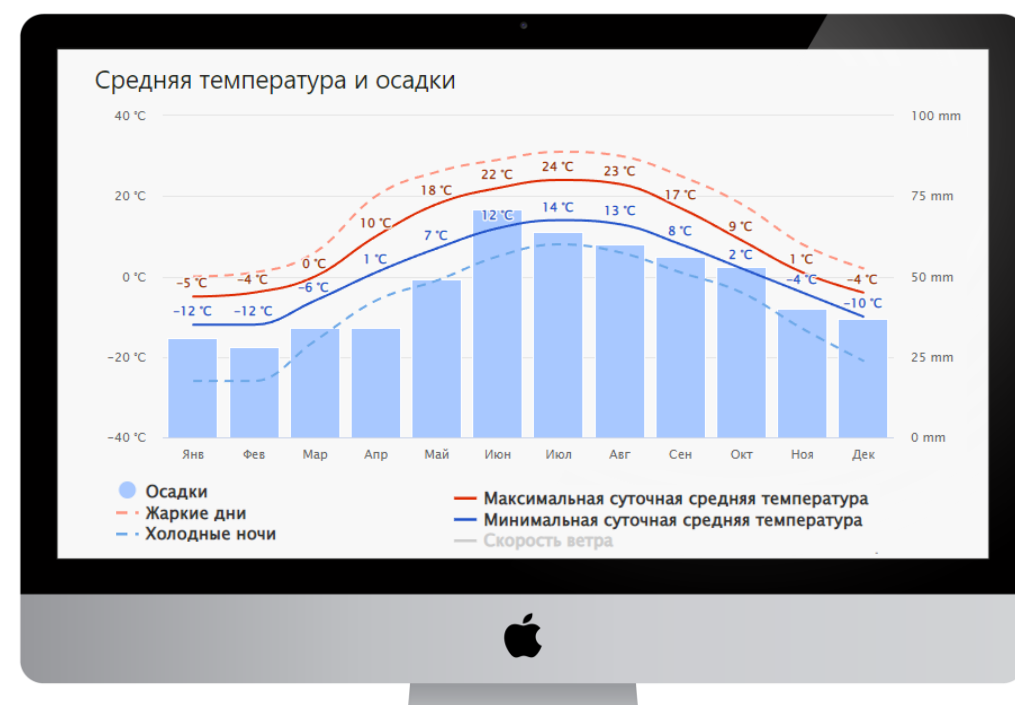 Средняя температура и осадки
40 °C
100 mm
20 °C
75 mm
0 °C
50 mm
−20 °C
25 mm
−40 °C
0 mm
24 °C
22 °C
23 °C
18 °C
17 °C
10 °C
9 °C
0 °C
1 °C
−5 °C
−4 °C
−4 °C
14 °C
12 °C
13 °C
7 °C
8 °C
1 °C
2 °C
−6 °C
−4 °C
−12 °C
−12 °C
−10 °C
Янв Фев Мар Апр Май Июн Июл Авг Сен Окт Ноя Дек
Осадки
Жаркие дни
Холодные ночи
Максимальная суточная средняя температура
Минимальная суточная средняя температура
Скорость ветра